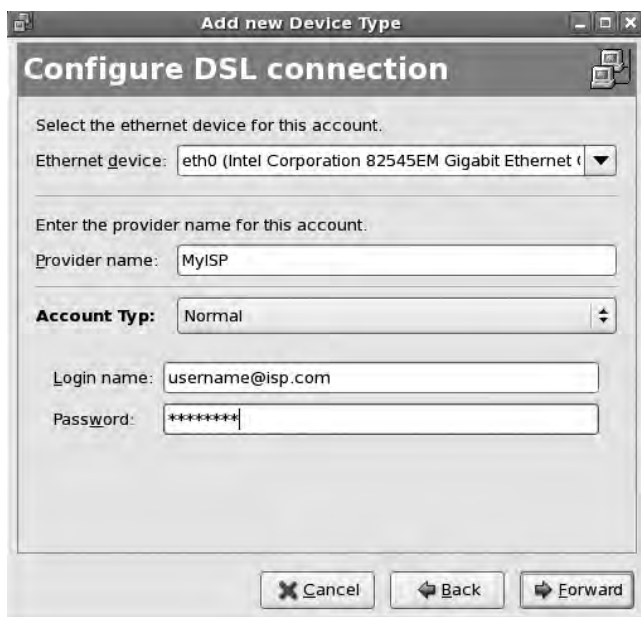 Add new Device Type
Configure DSL connection
Select the ethernet device for this account.
Ethernet device: eth0 (Intel Corporation 82545EM Gigabit Ethernet (
Enter the provider name for this account.
Provider name: MyISP
Account Typ: Normal
Login name: username@isp.com
Password: ********
Cancel Back Forward